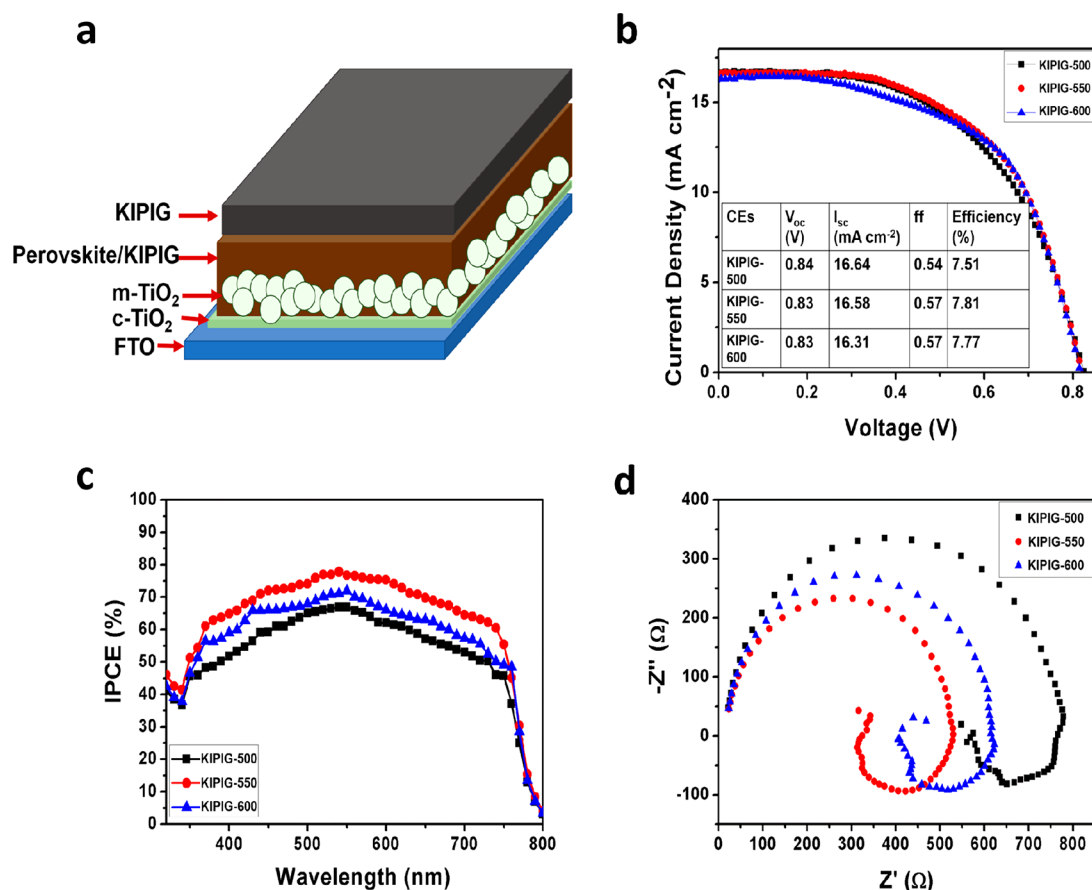 a
KIPIG
Perovskite/KIPIG
m-TiO2
c-TiO2
FTO
b
Current Density (mA cm-2)
15
10
5
0
0.0 0.2 0.4 0.6 0.8
Voltage (V)
KIPIG-500
KIPIG-550
KIPIG-600
CEs Voc (V) Isc (mA cm-2) ff Efficiency (%)
KIPIG-500 0.84 16.64 0.54 7.51
KIPIG-550 0.83 16.58 0.57 7.81
KIPIG-600 0.83 16.31 0.57 7.77
c
IPCE (%)
100
90
80
70
60
50
40
30
20
10
0
400 500 600 700 800
Wavelength (nm)
KIPIG-500
KIPIG-550
KIPIG-600
d
-Z'' (Ω)
400
300
200
100
0
-100
0 100 200 300 400 500 600 700 800
Z' (Ω)
KIPIG-500
KIPIG-550
KIPIG-600